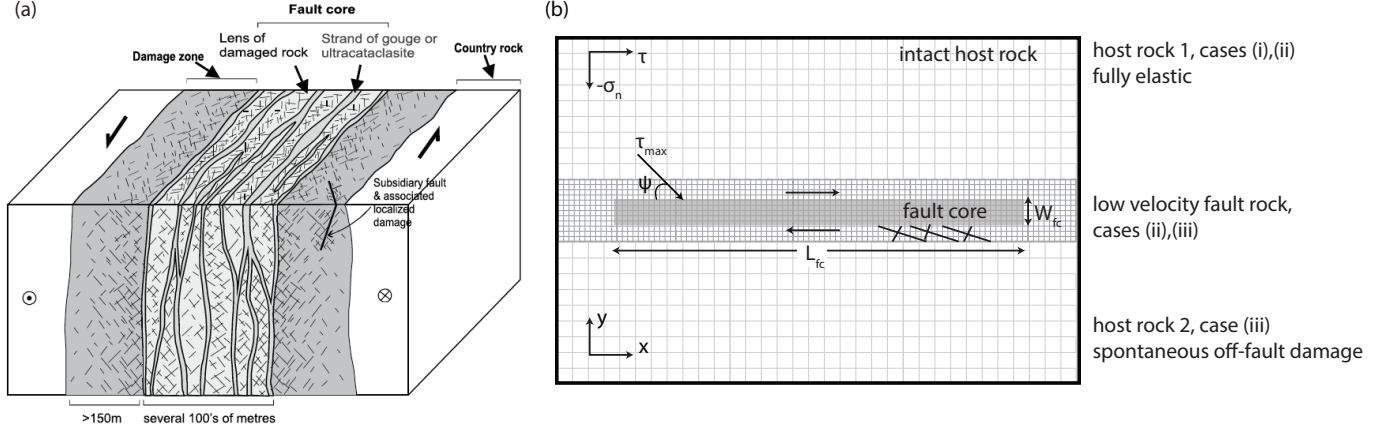 (a)
Fault core
Lens of
damaged rock
Strand of gouge or
ultracataclasite
Damage zone
Country rock
Subsidiary fault
& associated
localized
damage
>150m
several 100's of metres
(b)
τ
-σn
intact host rock
τmax
ψ
fault core
Wfc
Lfc
y
x
host rock 1, cases (i),(ii)
fully elastic
low velocity fault rock,
cases (ii),(iii)
host rock 2, case (iii)
spontaneous off-fault damage